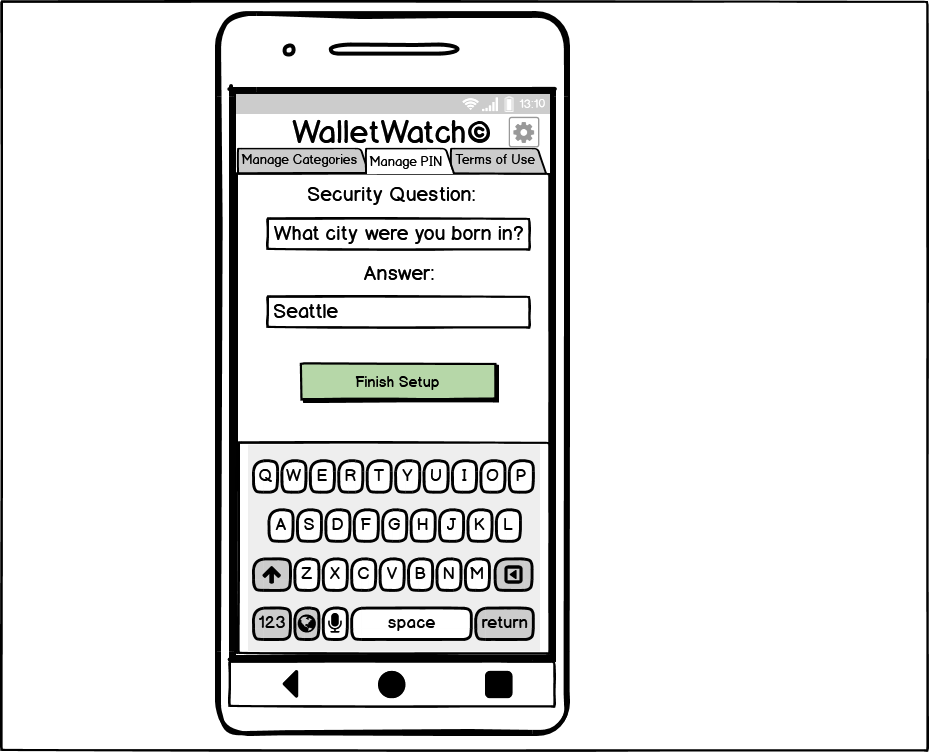 13:10
WalletWatch©
Manage Categories Manage PIN Terms of Use
Security Question:
What city were you born in?
Answer:
Seattle
Finish Setup
Q W E R T Y U I O P
A S D F G H J K L
Z X C V B N M
123 space return